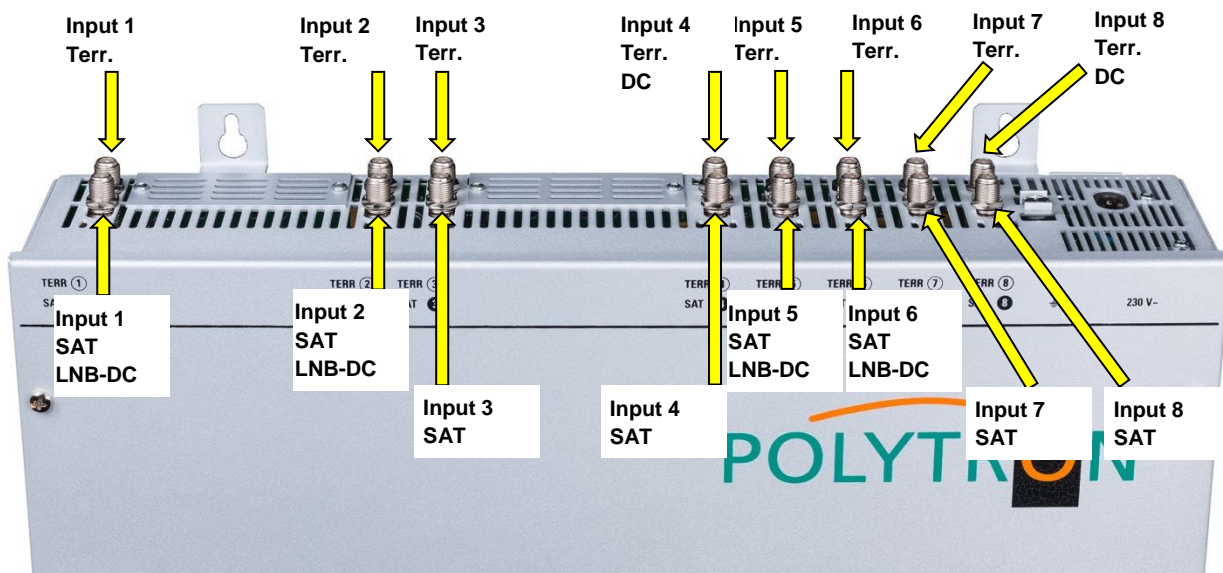 Input 1
Terr.
Input 2
Terr.
Input 3
Terr.
Input 4
Terr.
DC
Input 5
Terr.
Input 6
Terr.
Input 7
Terr.
Input 8
Terr.
DC
TERR 1
TERR 2
TERR 3
TERR
TERR 7
TERR 8
SAT
8
230 V~
Input 1
SAT
LNB-DC
Input 2
SAT
LNB-DC
Input 3
SAT
Input 4
SAT
Input 5
SAT
LNB-DC
Input 6
SAT
LNB-DC
Input 7
SAT
Input 8
SAT
POLYTRON